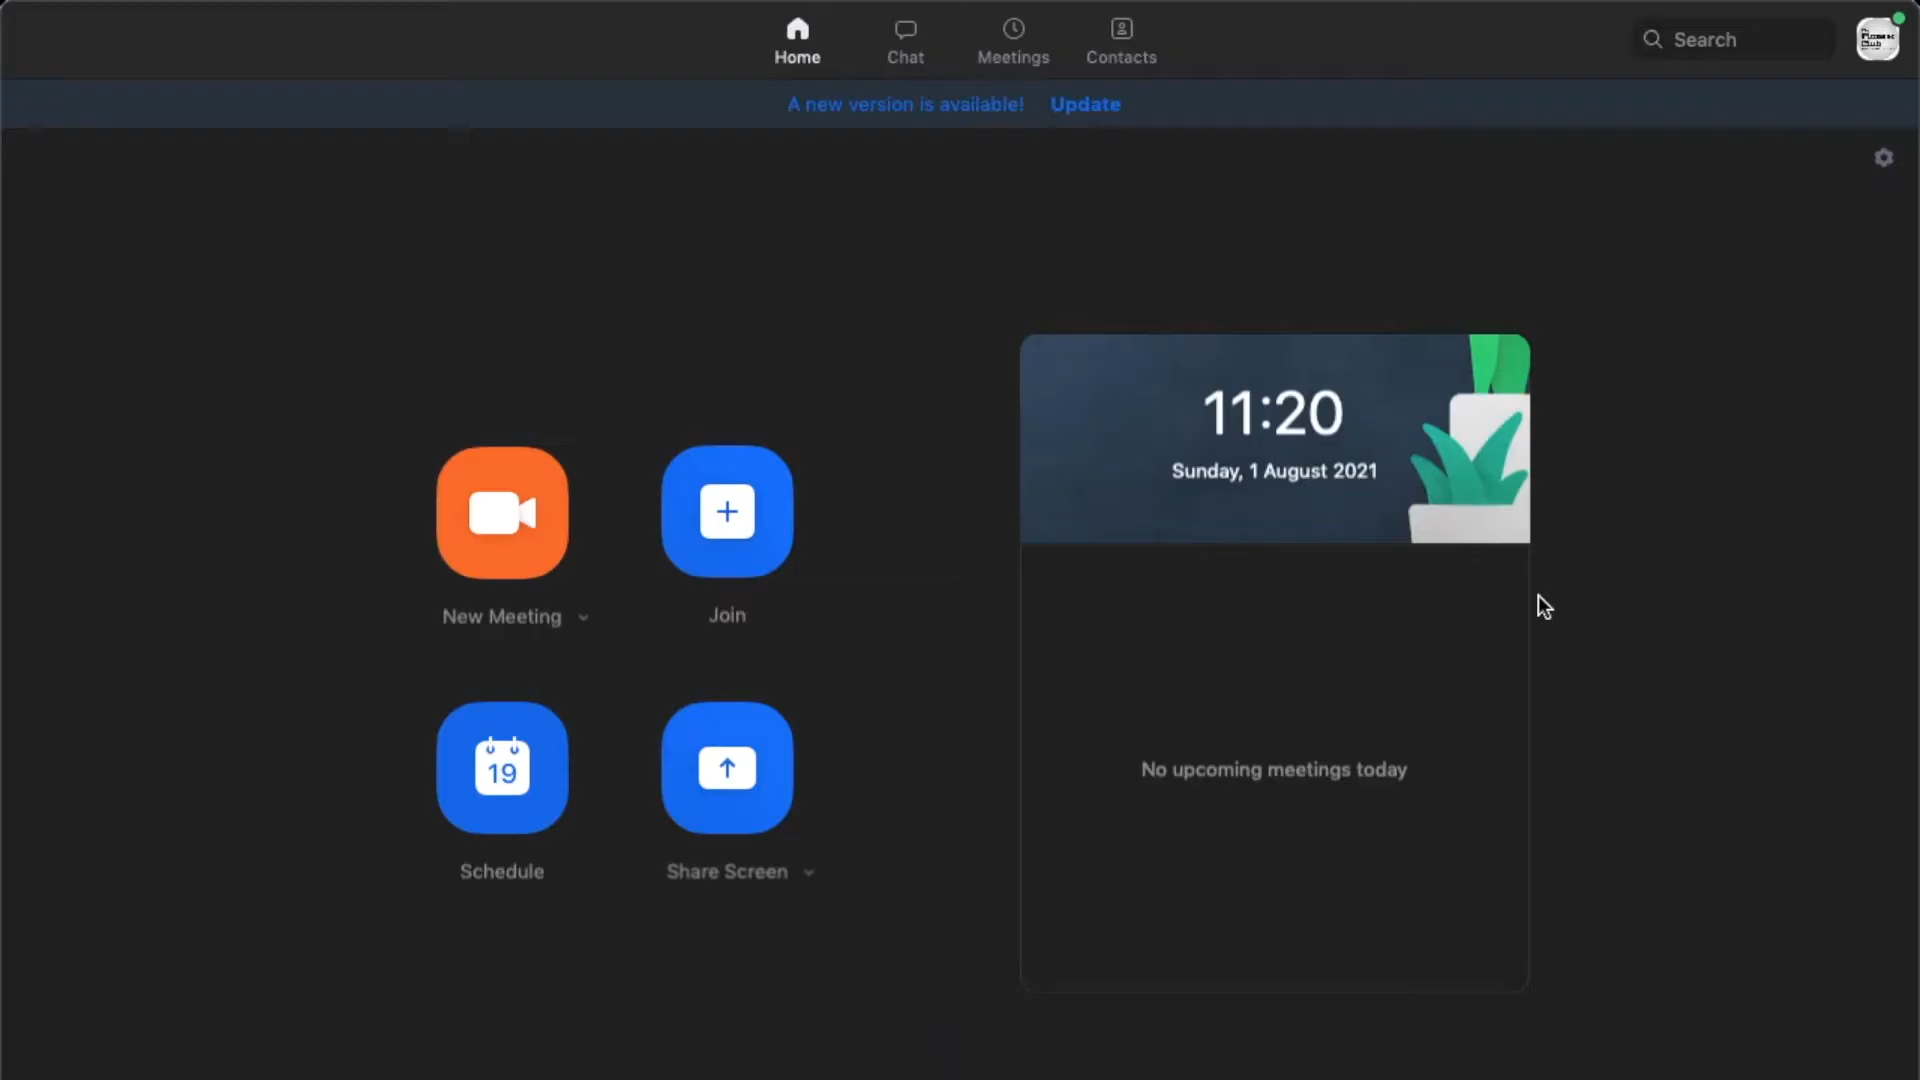 Home
Chat
Meetings
Contacts
Search
A new version is available! Update
11:20
Sunday, 1 August 2021
New Meeting
Join
19
No upcoming meetings today
Schedule
Share Screen